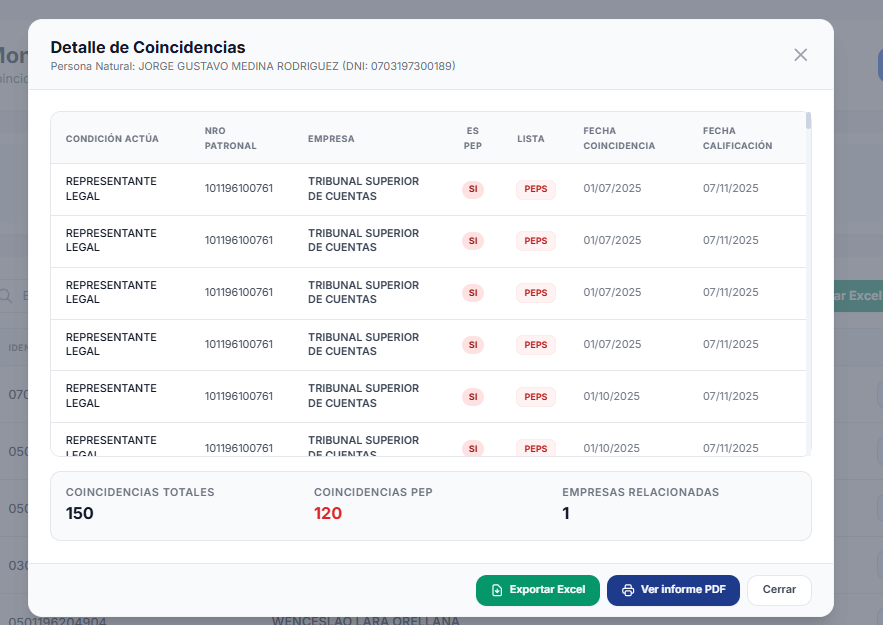 Detalle de Coincidencias
Persona Natural: JORGE GUSTAVO MEDINA RODRIGUEZ (DNI: 0703197300189)
CONDICIÓN ACTÚA NRO PATRONAL EMPRESA ES PEP LISTA FECHA COINCIDENCIA FECHA CALIFICACIÓN
REPRESENTANTE LEGAL 101196100761 TRIBUNAL SUPERIOR DE CUENTAS SI PEPS 01/07/2025 07/11/2025
REPRESENTANTE LEGAL 101196100761 TRIBUNAL SUPERIOR DE CUENTAS SI PEPS 01/07/2025 07/11/2025
REPRESENTANTE LEGAL 101196100761 TRIBUNAL SUPERIOR DE CUENTAS SI PEPS 01/07/2025 07/11/2025
REPRESENTANTE LEGAL 101196100761 TRIBUNAL SUPERIOR DE CUENTAS SI PEPS 01/07/2025 07/11/2025
REPRESENTANTE LEGAL 101196100761 TRIBUNAL SUPERIOR DE CUENTAS SI PEPS 01/10/2025 07/11/2025
REPRESENTANTE LEGAL 101196100761 TRIBUNAL SUPERIOR DE CUENTAS SI PEPS 01/10/2025 07/11/2025
COINCIDENCIAS TOTALES COINCIDENCIAS PEP EMPRESAS RELACIONADAS
150 120 1
Exportar Excel Ver informe PDF Cerrar
ar Excel
0501196204904 WENCESLAO LARA ORELLANA